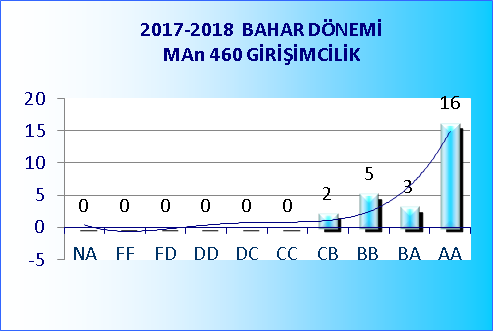 2017-2018 BAHAR DÖNEMİ
MAn 460 GİRİŞİMCİLİK
20
15
10
5
0
-5
0 0 0 0 0 0 2 5 3 16
NA FF FD DD DC CC CB BB BA AA